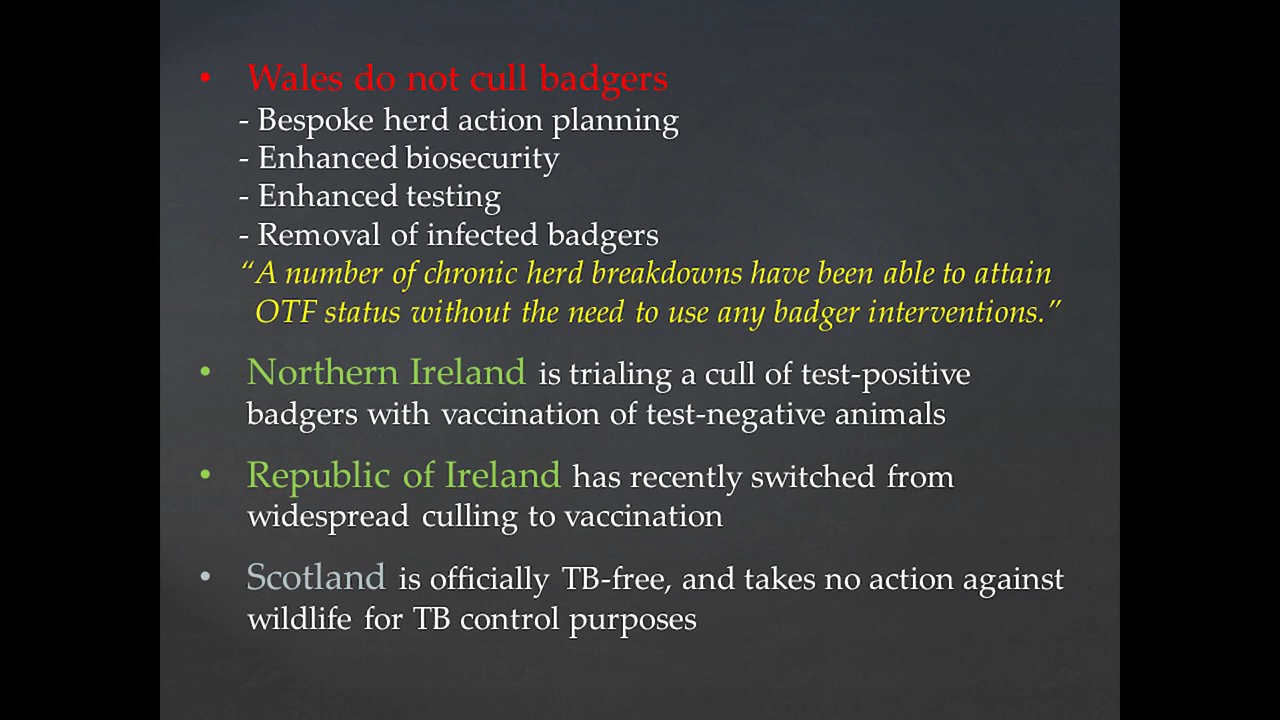 • Wales do not cull badgers
- Bespoke herd action planning
- Enhanced biosecurity
- Enhanced testing
- Removal of infected badgers
“A number of chronic herd breakdowns have been able to attain
OTF status without the need to use any badger interventions.”
• Northern Ireland is trialing a cull of test-positive
badgers with vaccination of test-negative animals
• Republic of Ireland has recently switched from
widespread culling to vaccination
• Scotland is officially TB-free, and takes no action against
wildlife for TB control purposes